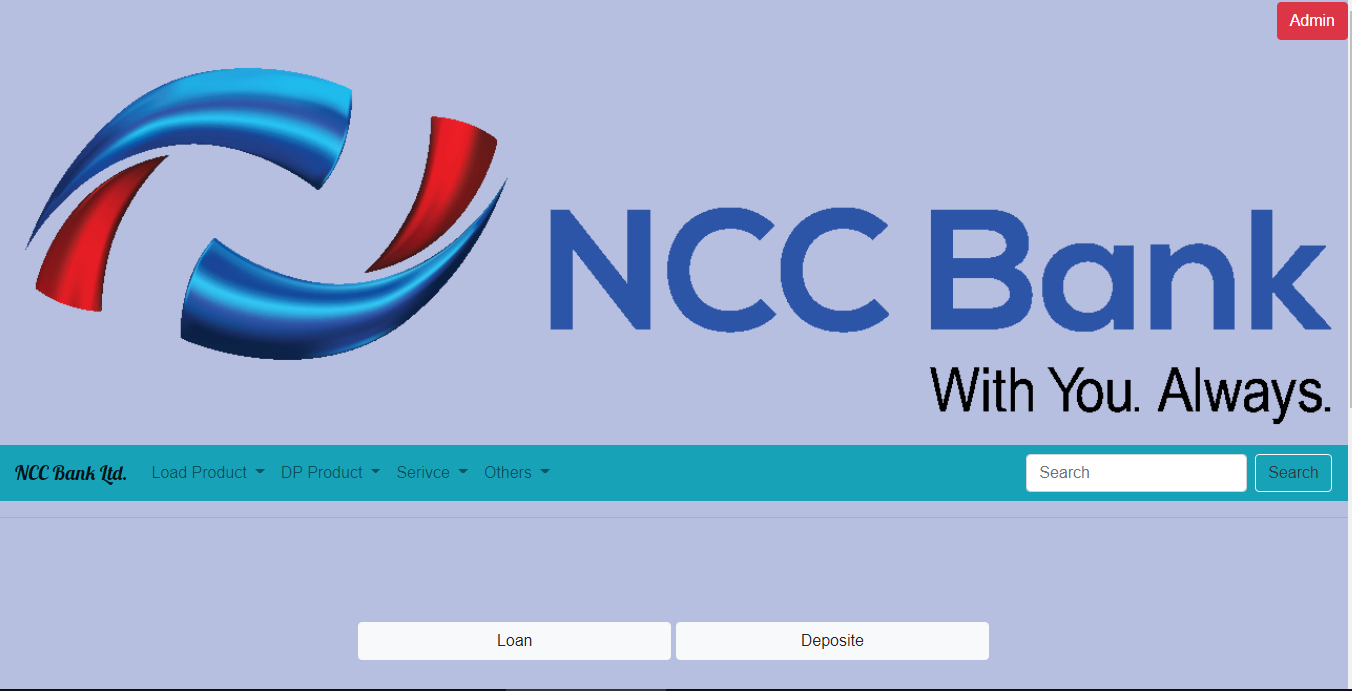 Admin
NCC Bank
With You. Always.
NCC Bank Ltd. Load Product DP Product Serivce Others Search Search
Loan Deposite